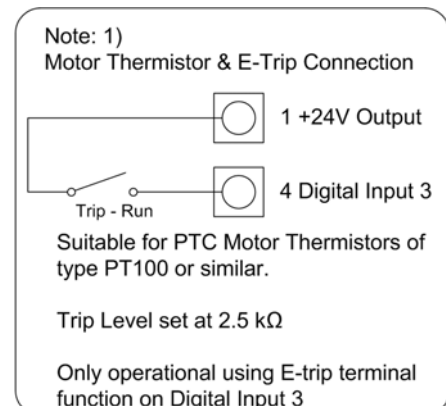 Note: 1)
Motor Thermistor & E-Trip Connection
1 +24V Output
4 Digital Input 3
Trip - Run
Suitable for PTC Motor Thermistors of
type PT100 or similar.
Trip Level set at 2.5 kΩ
Only operational using E-trip terminal
function on Digital Input 3